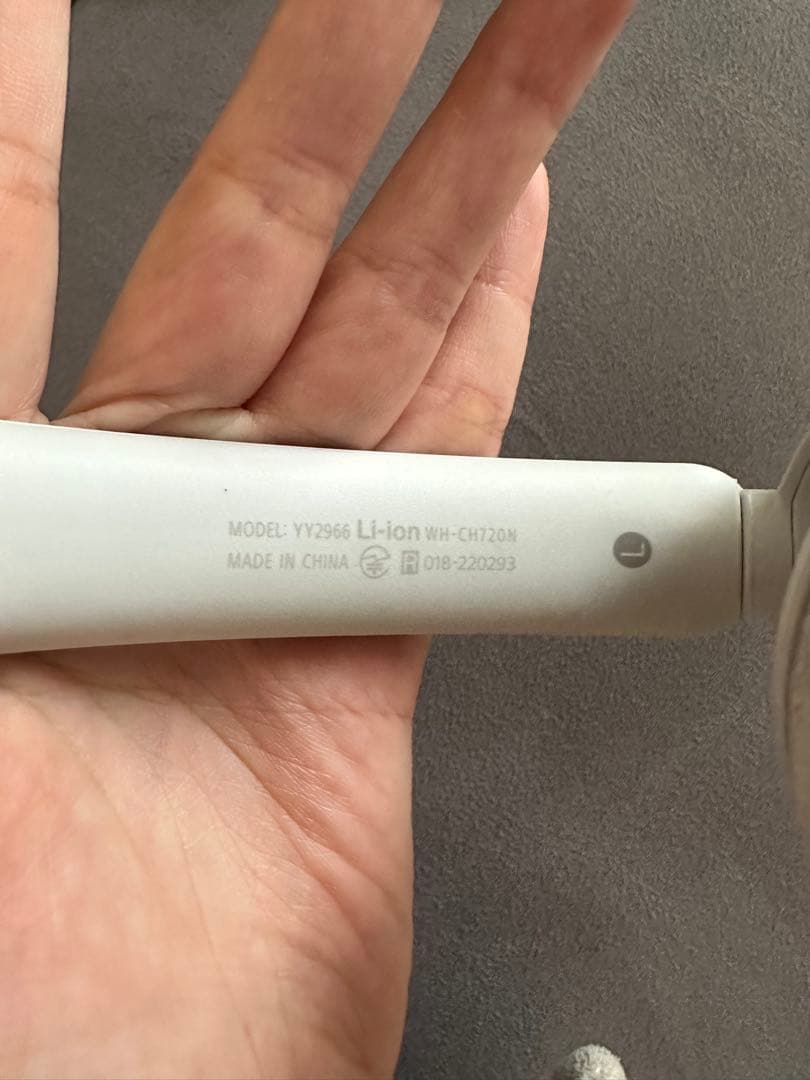 MODEL: YY2966 Li-ion WH-CH720N
MADE IN CHINA R 018-220293
L